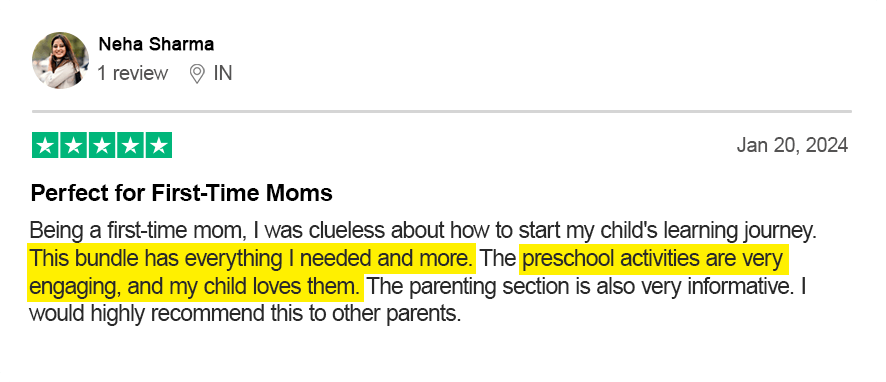 Neha Sharma
1 review IN
Jan 20, 2024
Perfect for First-Time Moms
Being a first-time mom, I was clueless about how to start my child's learning journey.
This bundle has everything I needed and more. The preschool activities are very
engaging, and my child loves them. The parenting section is also very informative. I
would highly recommend this to other parents.